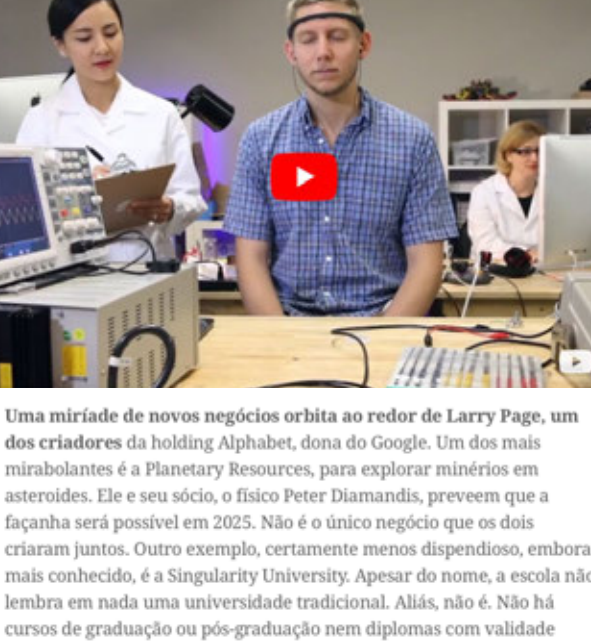 Uma miríade de novos negócios orbita ao redor de Larry Page, um
dos criadores da holding Alphabet, dona do Google. Um dos mais
mirabolantes é a Planetary Resources, para explorar minérios em
asteroides. Ele e seu sócio, o físico Peter Diamandis, preveem que a
façanha será possível em 2025. Não é o único negócio que os dois
criaram juntos. Outro exemplo, certamente menos dispendioso, embora
mais conhecido, é a Singularity University. Apesar do nome, a escola não
lembra em nada uma universidade tradicional. Aliás, não é. Não há
cursos de graduação ou pós-graduação nem diplomas com validade